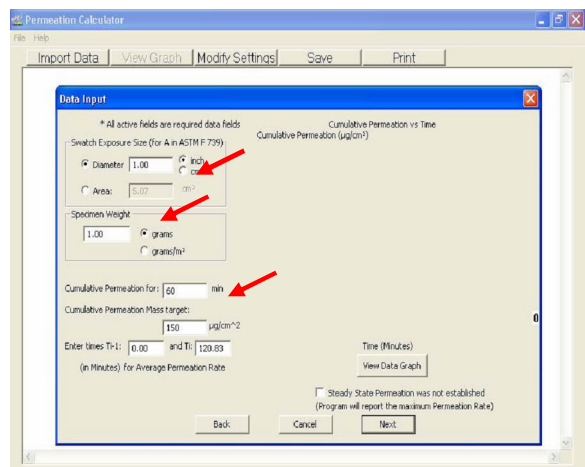 Permeation Calculator
File Help
Import Data View Graph Modify Settings Save Print
Data Input
* All active fields are required data fields
Cumulative Permeation vs Time
Cumulative Permeation (µg/cm²)
Swatch Exposure Size (for A in ASTM F 739)
Diameter 1.00 inch
Area: 5.07 cm²
Specimen Weight
1.00 grams
grams/m²
Cumulative Permeation for: 60 min
Cumulative Permeation Mass target:
150 µg/cm^2
Enter times Ti-1: 0.00 and Ti: 120.83
(in Minutes) for Average Permeation Rate
Time (Minutes)
View Data Graph
Steady State Permeation was not established
(Program will report the maximum Permeation Rate)
Back Cancel Next
0